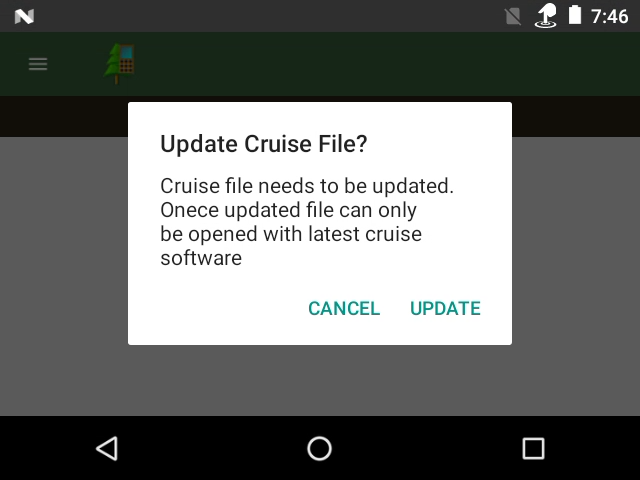 7:46
Update Cruise File?
Cruise file needs to be updated.
Onece updated file can only
be opened with latest cruise
software
CANCEL UPDATE